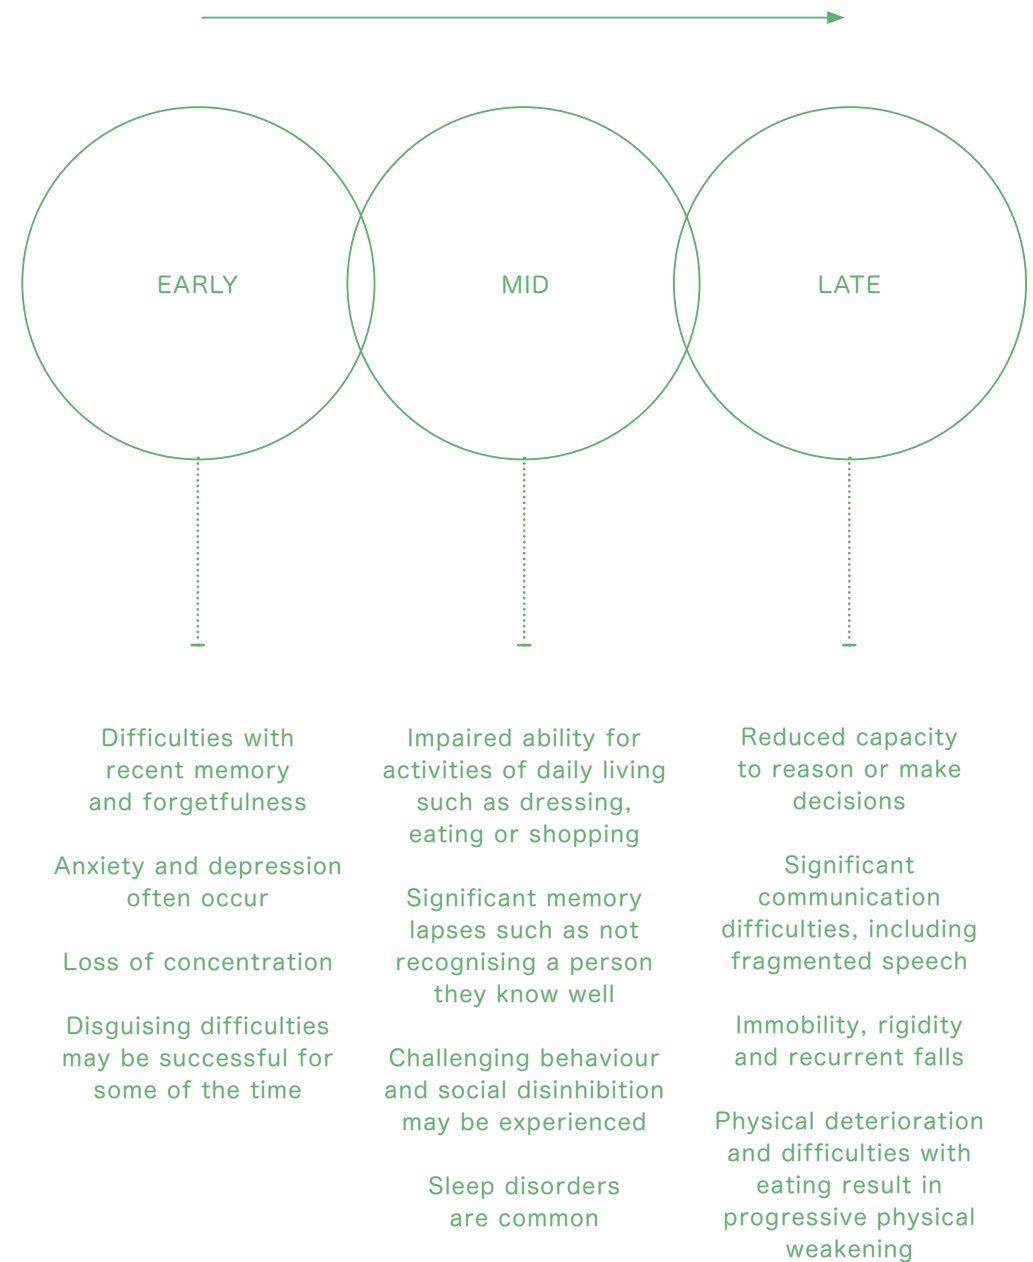 EARLY
MID
LATE
Difficulties with
recent memory
and forgetfulness
Anxiety and depression
often occur
Loss of concentration
Disguising difficulties
may be successful for
some of the time
Impaired ability for
activities of daily living
such as dressing,
eating or shopping
Significant memory
lapses such as not
recognising a person
they know well
Challenging behaviour
and social disinhibition
may be experienced
Sleep disorders
are common
Reduced capacity
to reason or make
decisions
Significant
communication
difficulties, including
fragmented speech
Immobility, rigidity
and recurrent falls
Physical deterioration
and difficulties with
eating result in
progressive physical
weakening